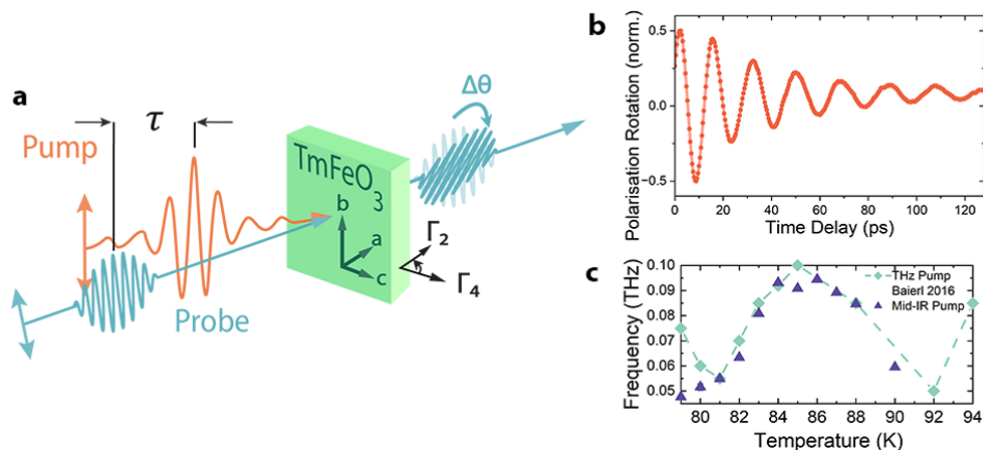 a
τ
Pump
Δθ
TmFeO3
b
a
c
Γ2
Γ4
Probe
b
Polarisation Rotation (norm.)
0.5
0.0
−0.5
0 20 40 60 80 100 120
Time Delay (ps)
c
Frequency (THz)
0.10
0.09
0.08
0.07
0.06
0.05
THz Pump
Baierl 2016
Mid-IR Pump
80 82 84 86 88 90 92 94
Temperature (K)